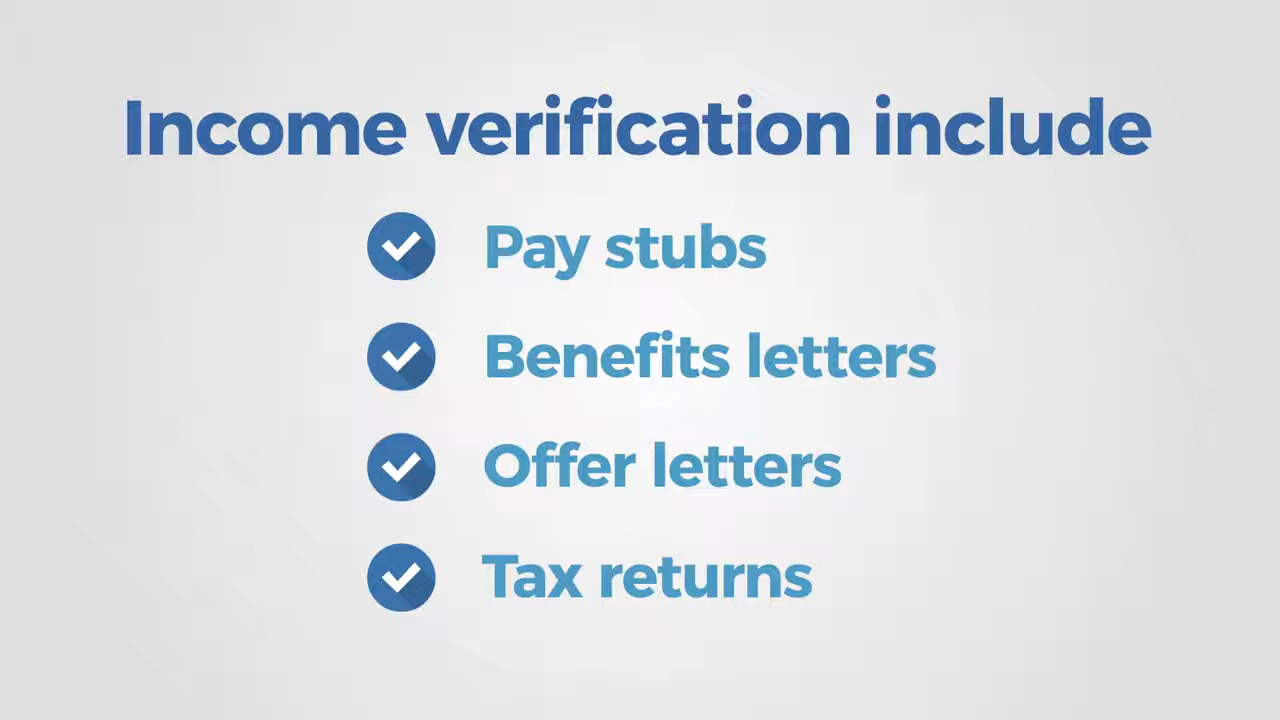 Income verification include
Pay stubs
Benefits letters
Offer letters
Tax returns